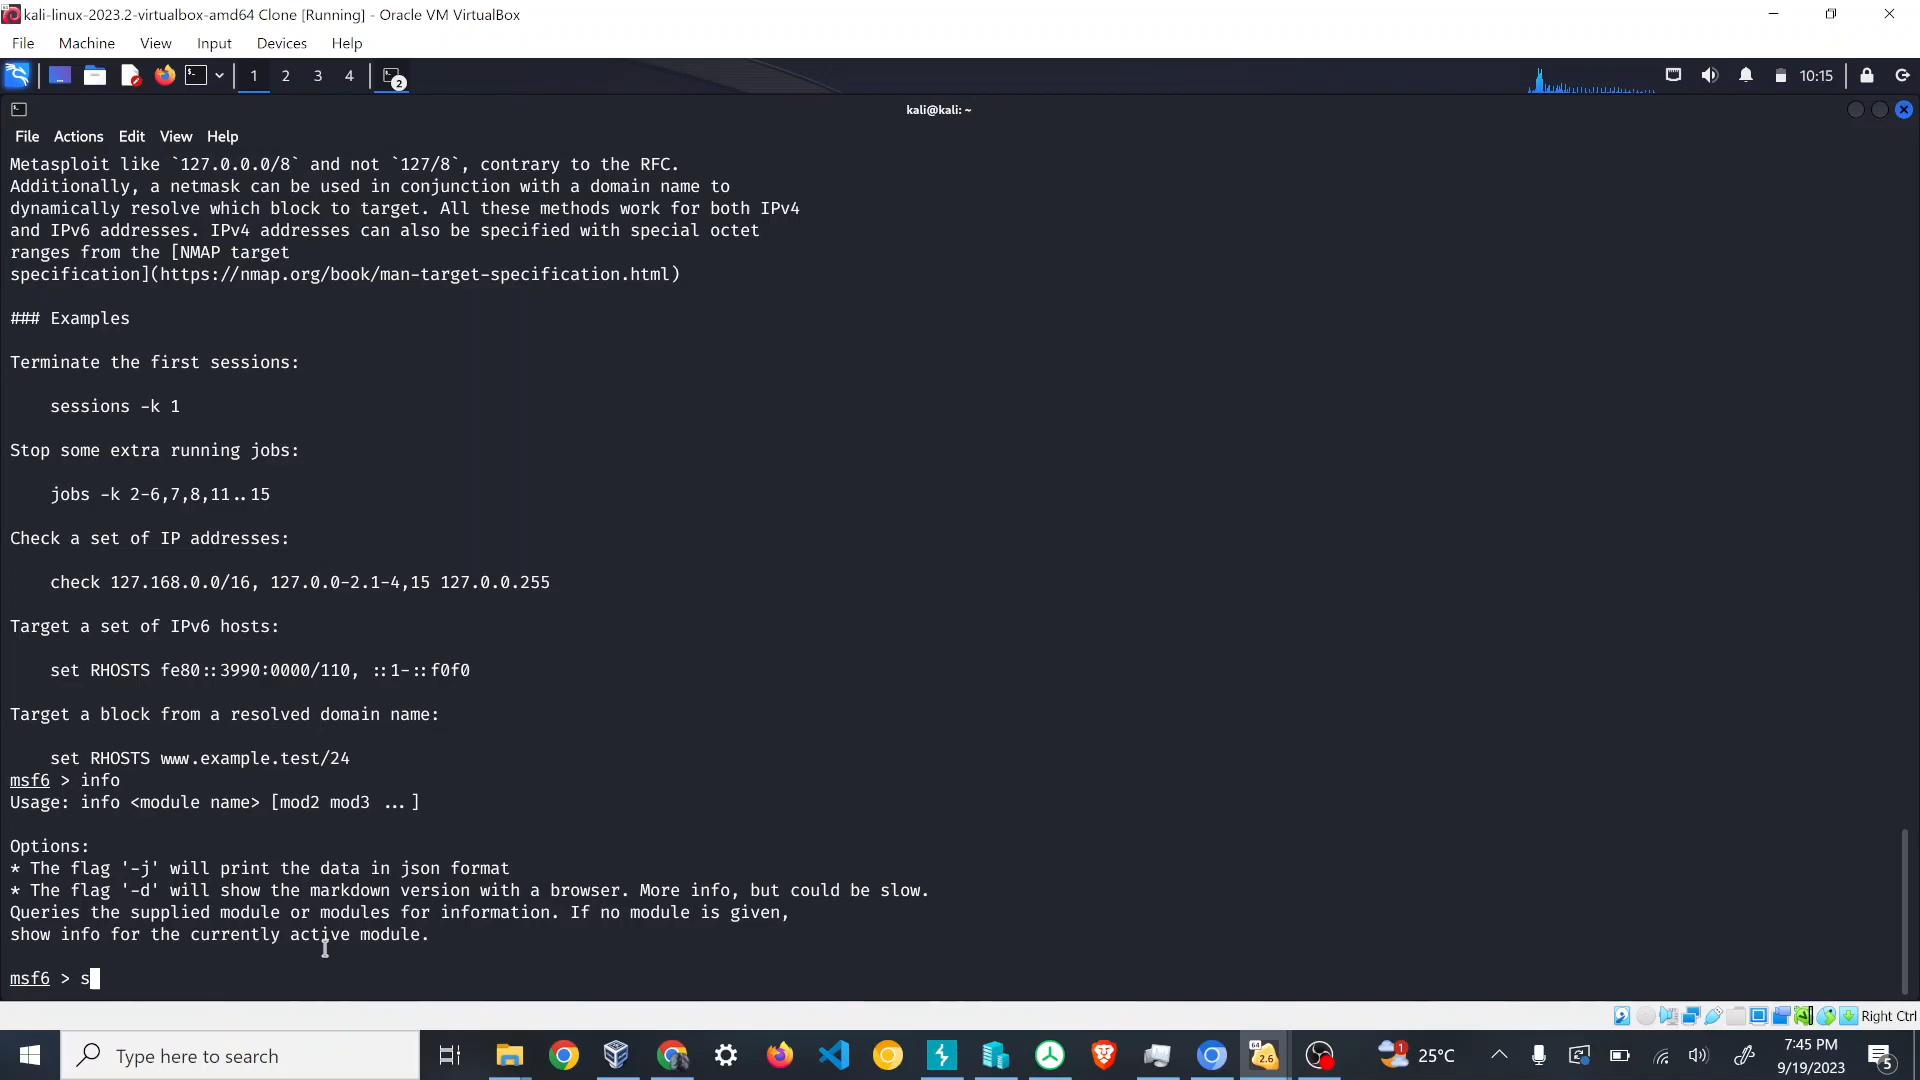 kali-linux-2023.2-virtualbox-amd64 Clone [Running] - Oracle VM VirtualBox
File Machine View Input Devices Help
1 2 3 4 2 10:15
kali@kali: ~
File Actions Edit View Help
Metasploit like `127.0.0.0/8` and not `127/8`, contrary to the RFC.
Additionally, a netmask can be used in conjunction with a domain name to
dynamically resolve which block to target. All these methods work for both IPv4
and IPv6 addresses. IPv4 addresses can also be specified with special octet
ranges from the [NMAP target
specification](https://nmap.org/book/man-target-specification.html)
### Examples
Terminate the first sessions:
sessions -k 1
Stop some extra running jobs:
jobs -k 2-6,7,8,11..15
Check a set of IP addresses:
check 127.168.0.0/16, 127.0.0-2.1-4,15 127.0.0.255
Target a set of IPv6 hosts:
set RHOSTS fe80::3990:0000/110, ::1-::f0f0
Target a block from a resolved domain name:
set RHOSTS www.example.test/24
msf6 > info
Usage: info <module name> [mod2 mod3 ...]
Options:
* The flag '-j' will print the data in json format
* The flag '-d' will show the markdown version with a browser. More info, but could be slow.
Queries the supplied module or modules for information. If no module is given,
show info for the currently active module.
msf6 > s
Right Ctrl
Type here to search
64
2.6
1
25°C
7:45 PM
9/19/2023
5